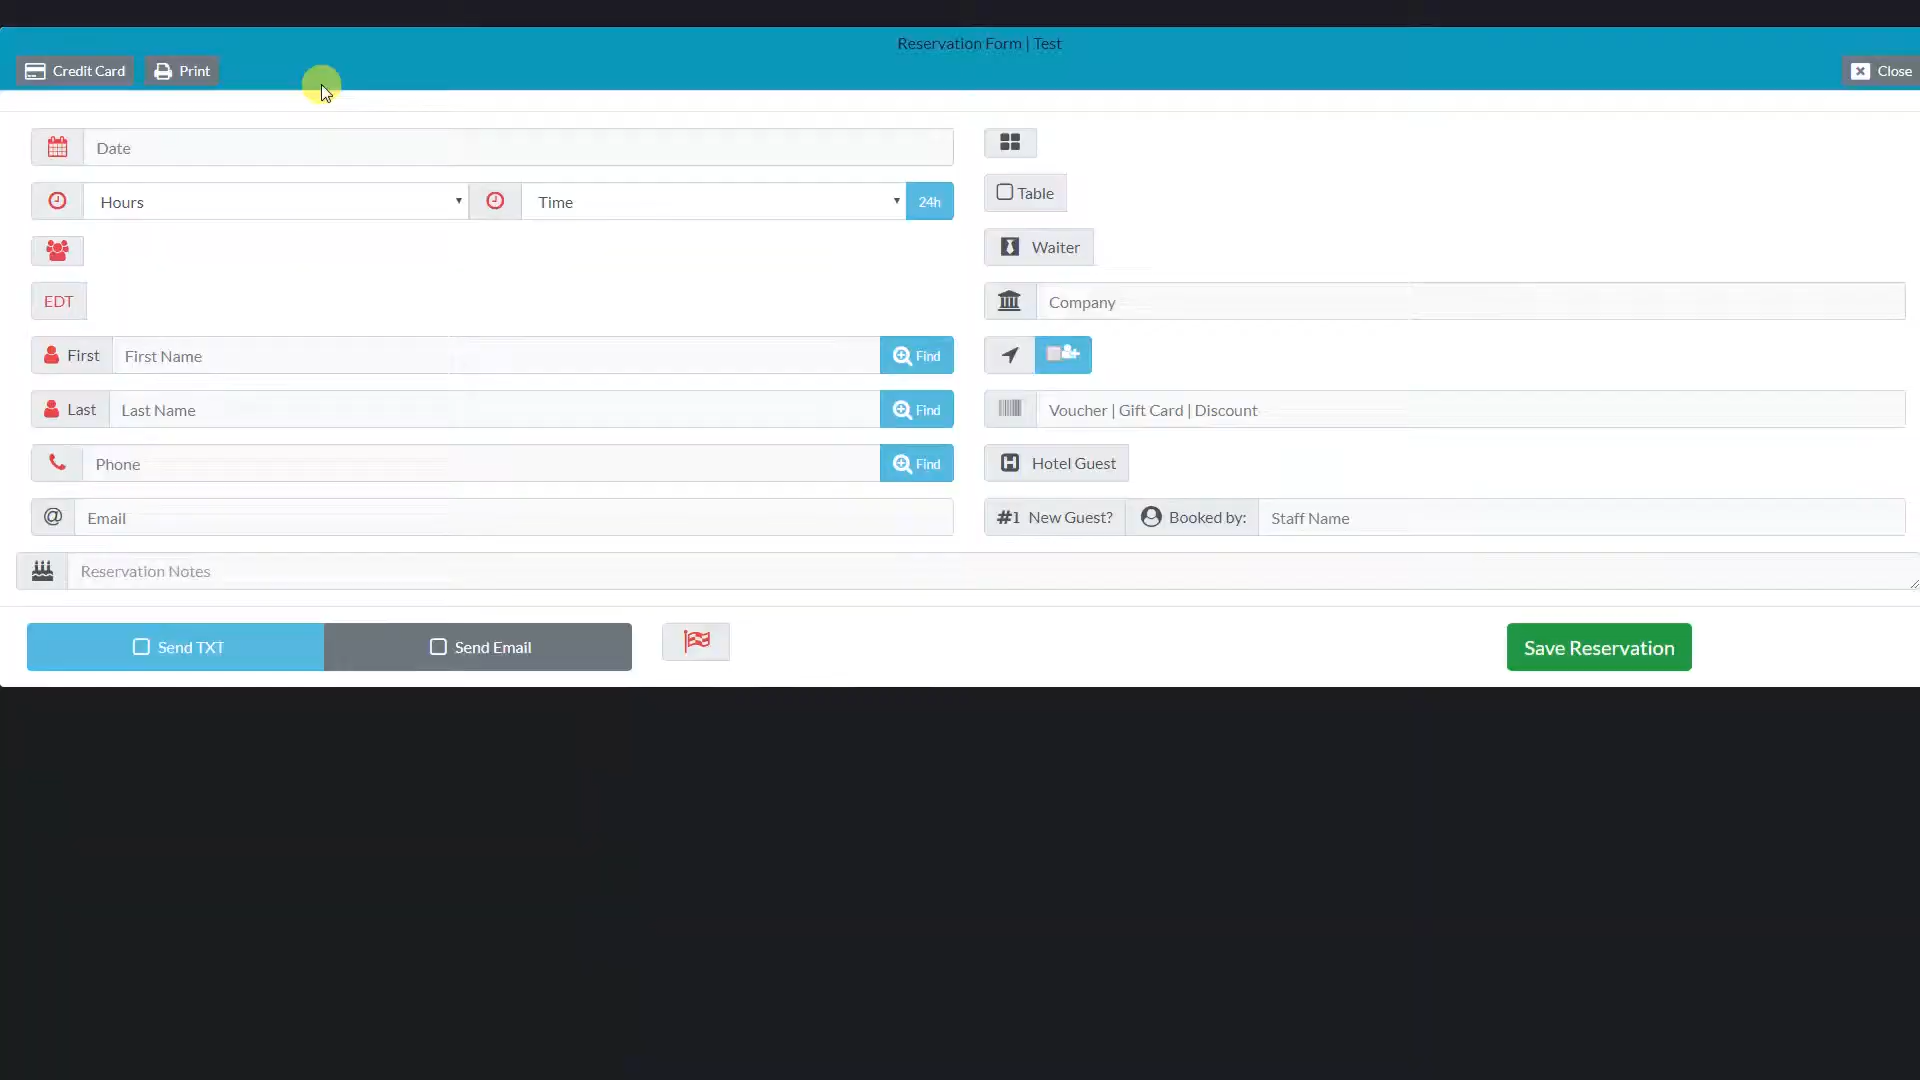 Reservation Form | Test
Credit Card
Print
Close
Date
Hours
Time
24h
Table
Waiter
EDT
Company
First
First Name
Find
Last
Last Name
Find
Voucher | Gift Card | Discount
Phone
Find
Hotel Guest
@ Email
#1 New Guest?
Booked by:
Staff Name
Reservation Notes
Send TXT
Send Email
Save Reservation